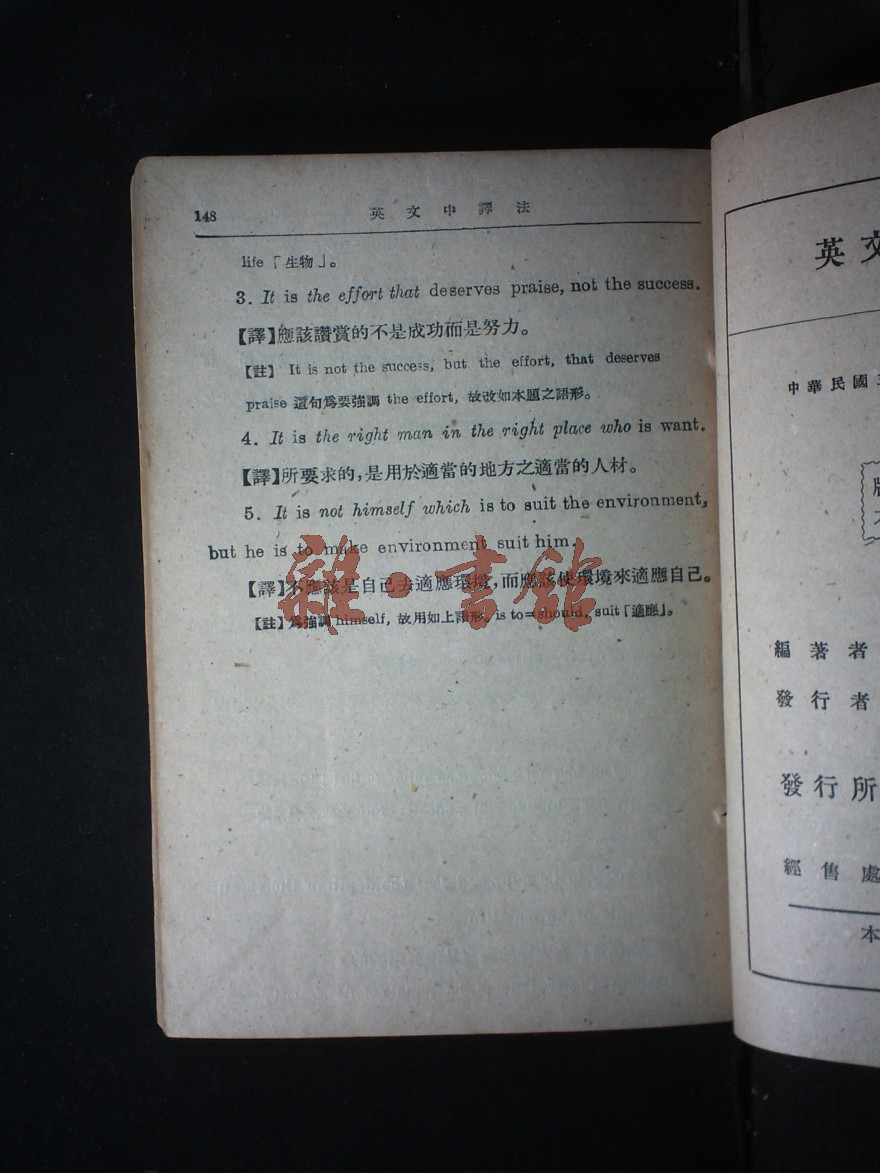 148 英文中譯法
life「生物」。
3. It is the effort that deserves praise, not the success.
【譯】應該讚賞的不是成功而是努力。
【註】 It is not the success, but the effort, that deserves
praise 這句爲要強調 the effort, 故改如本題之語形。
4. It is the right man in the right place who is want.
【譯】所要求的,是用於適當的地方之適當的人材。
5. It is not himself which is to suit the environment,
but he is to make environment suit him.
【譯】不應該是自己去適應環境,而應該使環境來適應自己。
【註】爲強調 himself, 故用如上語形。is to=should, suit「適應」。
雜·書館
英文
中華民國
編著者
發行者
發行所
經售處
本